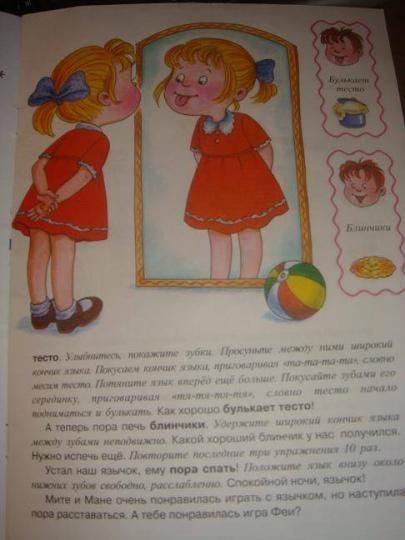 Булькает
тесто
Блинчики
тесто. Улыбнитесь, покажите зубки. Просуньте между ними широкий
кончик языка. Покусаем кончик языка, приговаривая «та-та-та-та», словно
месим тесто. Потяните язык вперёд ещё больше. Покусайте зубами его
серединку, приговаривая «тя-тя-тя-тя», словно тесто начало
подниматься и булькать. Как хорошо булькает тесто!
А теперь пора печь блинчики. Удержите широкий кончик языка
между зубами неподвижно. Какой хороший блинчик у нас получился.
Нужно испечь ещё. Повторите последние три упражнения 10 раз.
Устал наш язычок, ему пора спать! Положите язык внизу около
нижних зубов свободно, расслабленно. Спокойной ночи, язычок!
Мите и Мане очень понравилась играть с язычком, но наступила
пора расставаться. А тебе понравилась игра Феи?